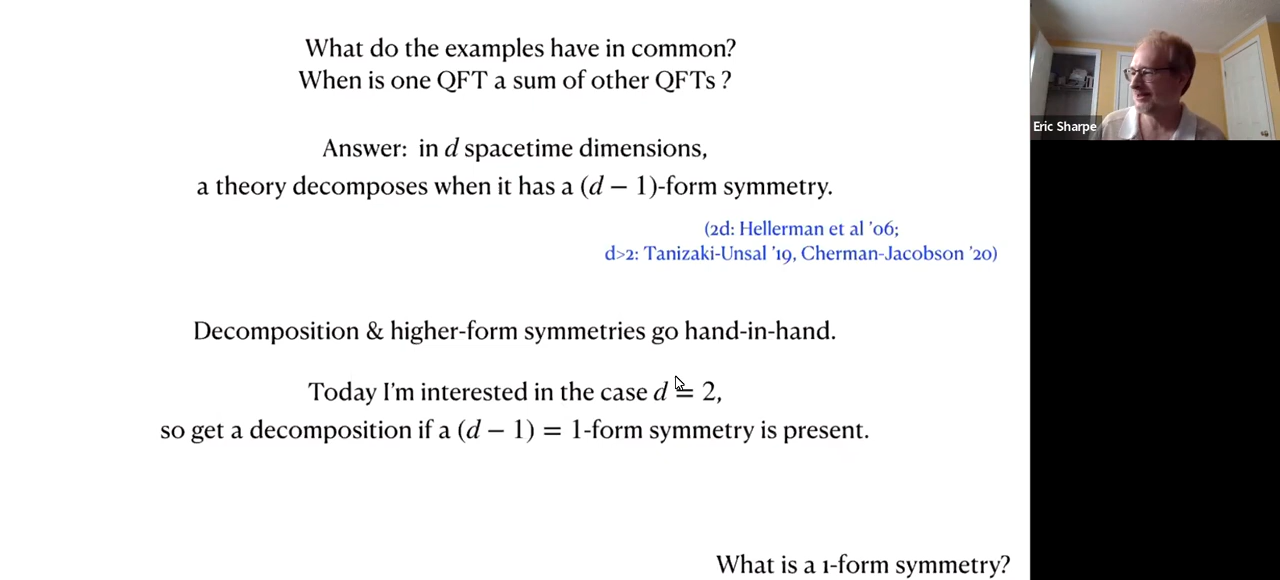 What do the examples have in common?
When is one QFT a sum of other QFTs ?
Answer:  in d spacetime dimensions,
a theory decomposes when it has a (d − 1)-form symmetry.
(2d: Hellerman et al ’06;
d>2: Tanizaki-Unsal ’19, Cherman-Jacobson ’20)
Decomposition & higher-form symmetries go hand-in-hand.
Today I’m interested in the case d = 2,
so get a decomposition if a (d − 1) = 1-form symmetry is present.
What is a 1-form symmetry?
Eric Sharpe